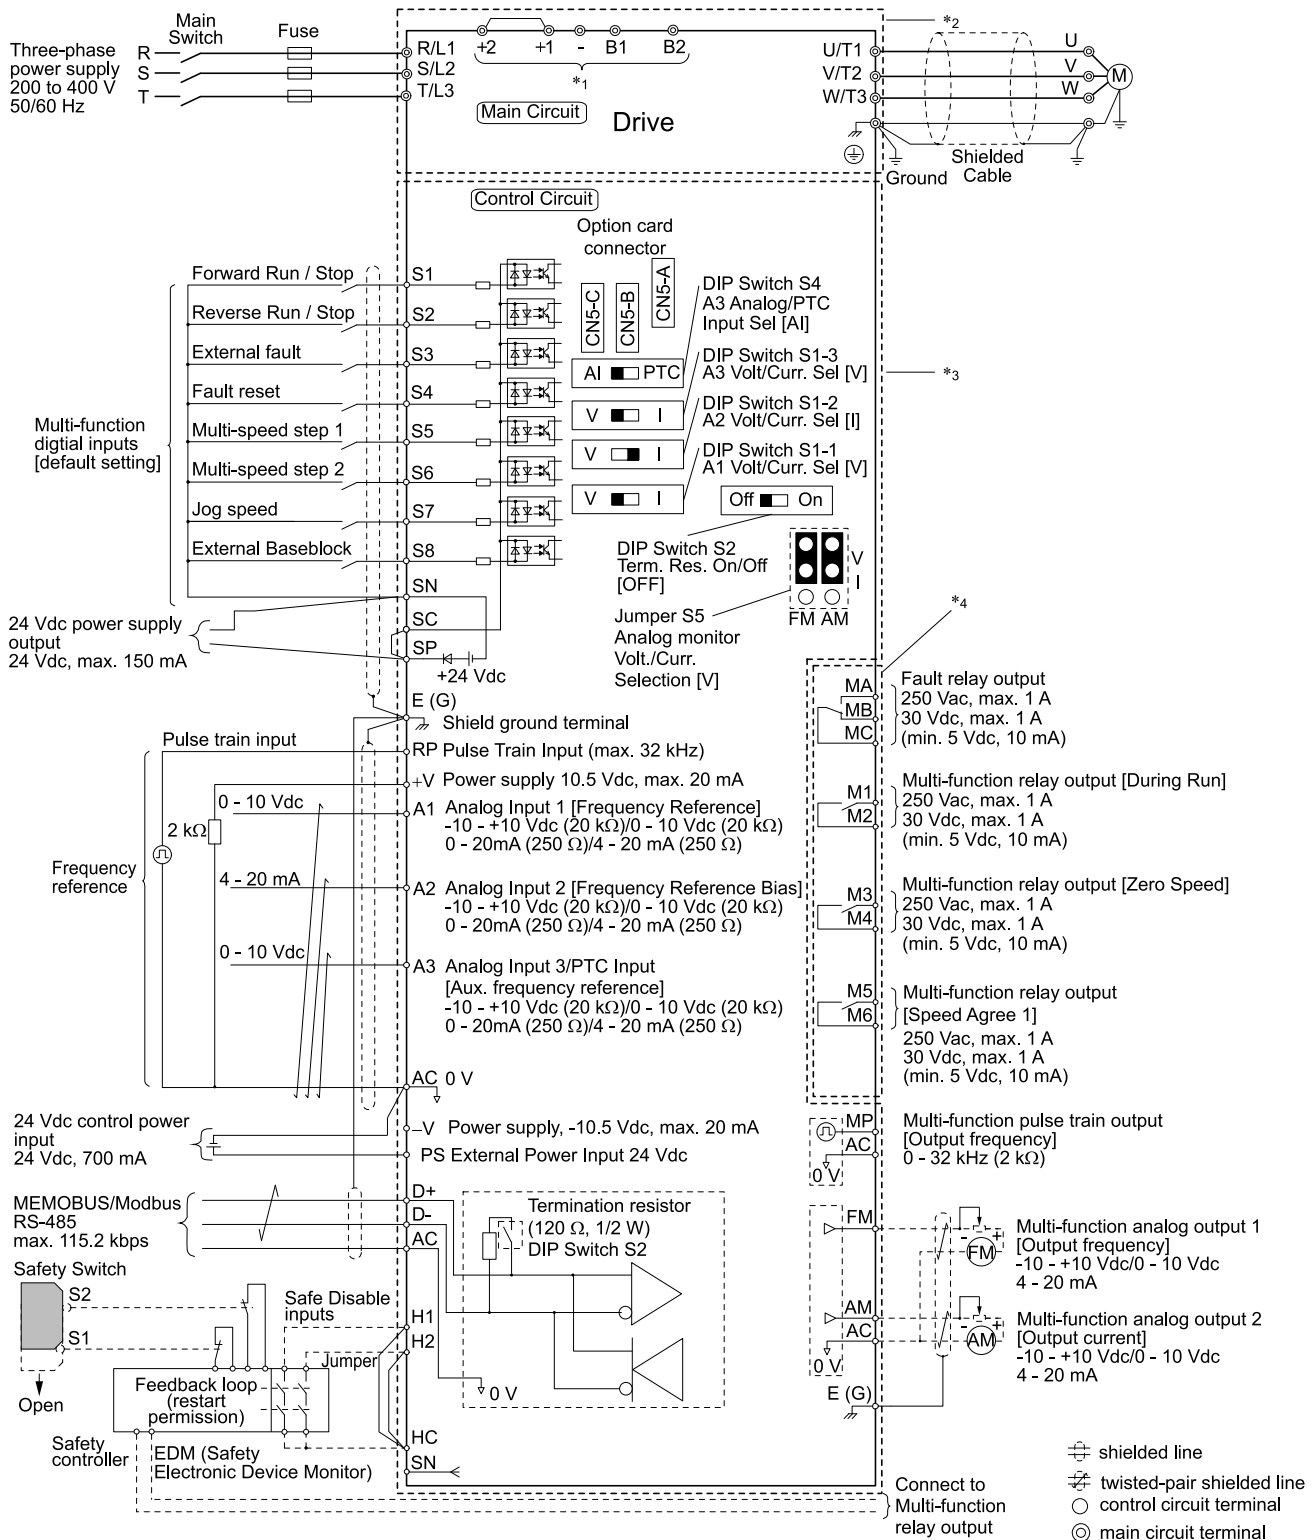 Main
Switch
Fuse
Three-phase
power supply
200 to 400 V
50/60 Hz
R
S
T
R/L1
S/L2
T/L3
+2
+1
-
B1
B2
*1
Main Circuit
Drive
*2
U/T1
V/T2
W/T3
U
V
W
M
Ground
Shielded
Cable
Control Circuit
Option card
connector
CN5-C
CN5-B
CN5-A
Multi-function
digtial inputs
[default setting]
Forward Run / Stop
S1
Reverse Run / Stop
S2
External fault
S3
Fault reset
S4
Multi-speed step 1
S5
Multi-speed step 2
S6
Jog speed
S7
External Baseblock
S8
SN
SC
SP
+24 Vdc
24 Vdc power supply
output
24 Vdc, max. 150 mA
DIP Switch S4
A3 Analog/PTC
Input Sel [AI]
AI
PTC
DIP Switch S1-3
A3 Volt/Curr. Sel [V]
V
I
DIP Switch S1-2
A2 Volt/Curr. Sel [I]
V
I
DIP Switch S1-1
A1 Volt/Curr. Sel [V]
V
I
*3
Off
On
DIP Switch S2
Term. Res. On/Off
[OFF]
V
I
FM AM
Jumper S5
Analog monitor
Volt./Curr.
Selection [V]
*4
E (G)
Shield ground terminal
Pulse train input
RP Pulse Train Input (max. 32 kHz)
+V Power supply 10.5 Vdc, max. 20 mA
0 - 10 Vdc
A1 Analog Input 1 [Frequency Reference]
-10 - +10 Vdc (20 kΩ)/0 - 10 Vdc (20 kΩ)
0 - 20mA (250 Ω)/4 - 20 mA (250 Ω)
2 kΩ
Frequency
reference
4 - 20 mA
A2 Analog Input 2 [Frequency Reference Bias]
-10 - +10 Vdc (20 kΩ)/0 - 10 Vdc (20 kΩ)
0 - 20mA (250 Ω)/4 - 20 mA (250 Ω)
0 - 10 Vdc
A3 Analog Input 3/PTC Input
[Aux. frequency reference]
-10 - +10 Vdc (20 kΩ)/0 - 10 Vdc (20 kΩ)
0 - 20mA (250 Ω)/4 - 20 mA (250 Ω)
AC 0 V
24 Vdc control power
input
24 Vdc, 700 mA
–V Power supply, -10.5 Vdc, max. 20 mA
PS External Power Input 24 Vdc
MA
MB
MC
Fault relay output
250 Vac, max. 1 A
30 Vdc, max. 1 A
(min. 5 Vdc, 10 mA)
M1
M2
Multi-function relay output [During Run]
250 Vac, max. 1 A
30 Vdc, max. 1 A
(min. 5 Vdc, 10 mA)
M3
M4
Multi-function relay output [Zero Speed]
250 Vac, max. 1 A
30 Vdc, max. 1 A
(min. 5 Vdc, 10 mA)
M5
M6
Multi-function relay output
[Speed Agree 1]
250 Vac, max. 1 A
30 Vdc, max. 1 A
(min. 5 Vdc, 10 mA)
MP
AC
0 V
Multi-function pulse train output
[Output frequency]
0 - 32 kHz (2 kΩ)
MEMOBUS/Modbus
RS-485
max. 115.2 kbps
D+
D-
AC
Termination resistor
(120 Ω, 1/2 W)
DIP Switch S2
0 V
FM
- +
FM
Multi-function analog output 1
[Output frequency]
-10 - +10 Vdc/0 - 10 Vdc
4 - 20 mA
AM
AC
0 V
- +
AM
Multi-function analog output 2
[Output current]
-10 - +10 Vdc/0 - 10 Vdc
4 - 20 mA
E (G)
Safety Switch
S2
S1
Open
Safe Disable
inputs
H1
H2
Jumper
Feedback loop
(restart
permission)
Safety
controller
EDM (Safety
Electronic Device Monitor)
HC
SN
Connect to
Multi-function
relay output
shielded line
twisted-pair shielded line
control circuit terminal
main circuit terminal